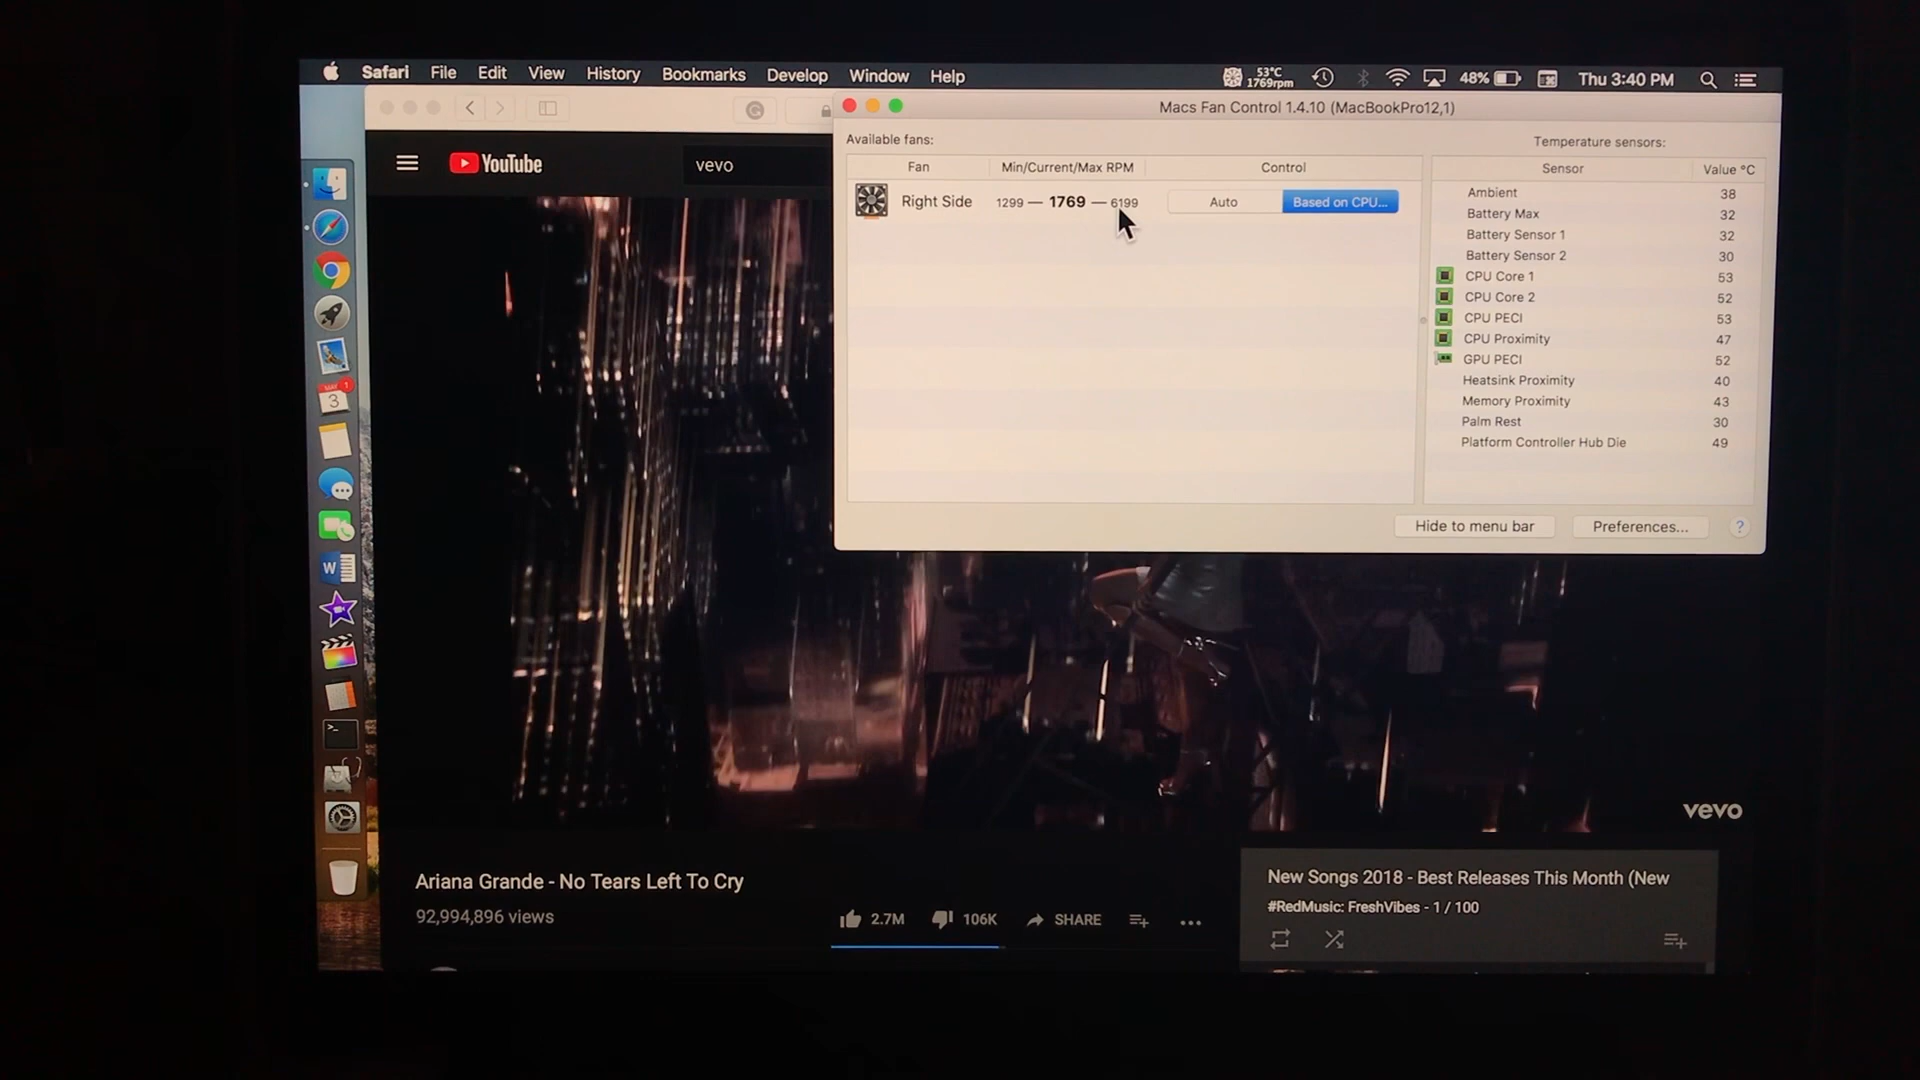 Safari File Edit View History Bookmarks Develop Window Help 53°C 1769rpm 48% Thu 3:40 PM
Macs Fan Control 1.4.10 (MacBookPro12,1)
YouTube
vevo
Available fans:
Fan Min/Current/Max RPM Control
Right Side 1299 — 1769 — 6199 Auto Based on CPU...
Temperature sensors:
Sensor Value °C
Ambient 38
Battery Max 32
Battery Sensor 1 32
Battery Sensor 2 30
CPU Core 1 53
CPU Core 2 52
CPU PECI 53
CPU Proximity 47
GPU PECI 52
Heatsink Proximity 40
Memory Proximity 43
Palm Rest 30
Platform Controller Hub Die 49
Hide to menu bar Preferences... ?
MAY 1
3
W
vevo
Ariana Grande - No Tears Left To Cry
92,994,896 views
2.7M 106K SHARE
New Songs 2018 - Best Releases This Month (New
#RedMusic: FreshVibes - 1 / 100